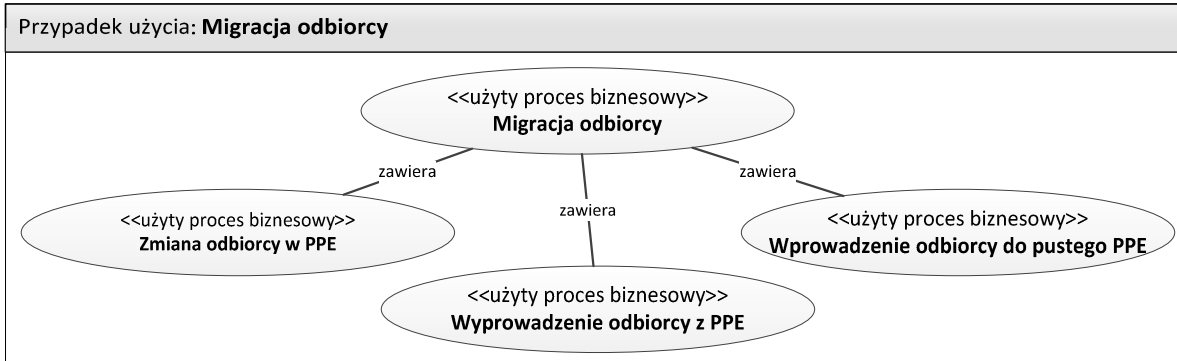 Przypadek użycia: Migracja odbiorcy
<<użyty proces biznesowy>>
Migracja odbiorcy
zawiera
zawiera
zawiera
<<użyty proces biznesowy>>
Zmiana odbiorcy w PPE
<<użyty proces biznesowy>>
Wprowadzenie odbiorcy do pustego PPE
<<użyty proces biznesowy>>
Wyprowadzenie odbiorcy z PPE